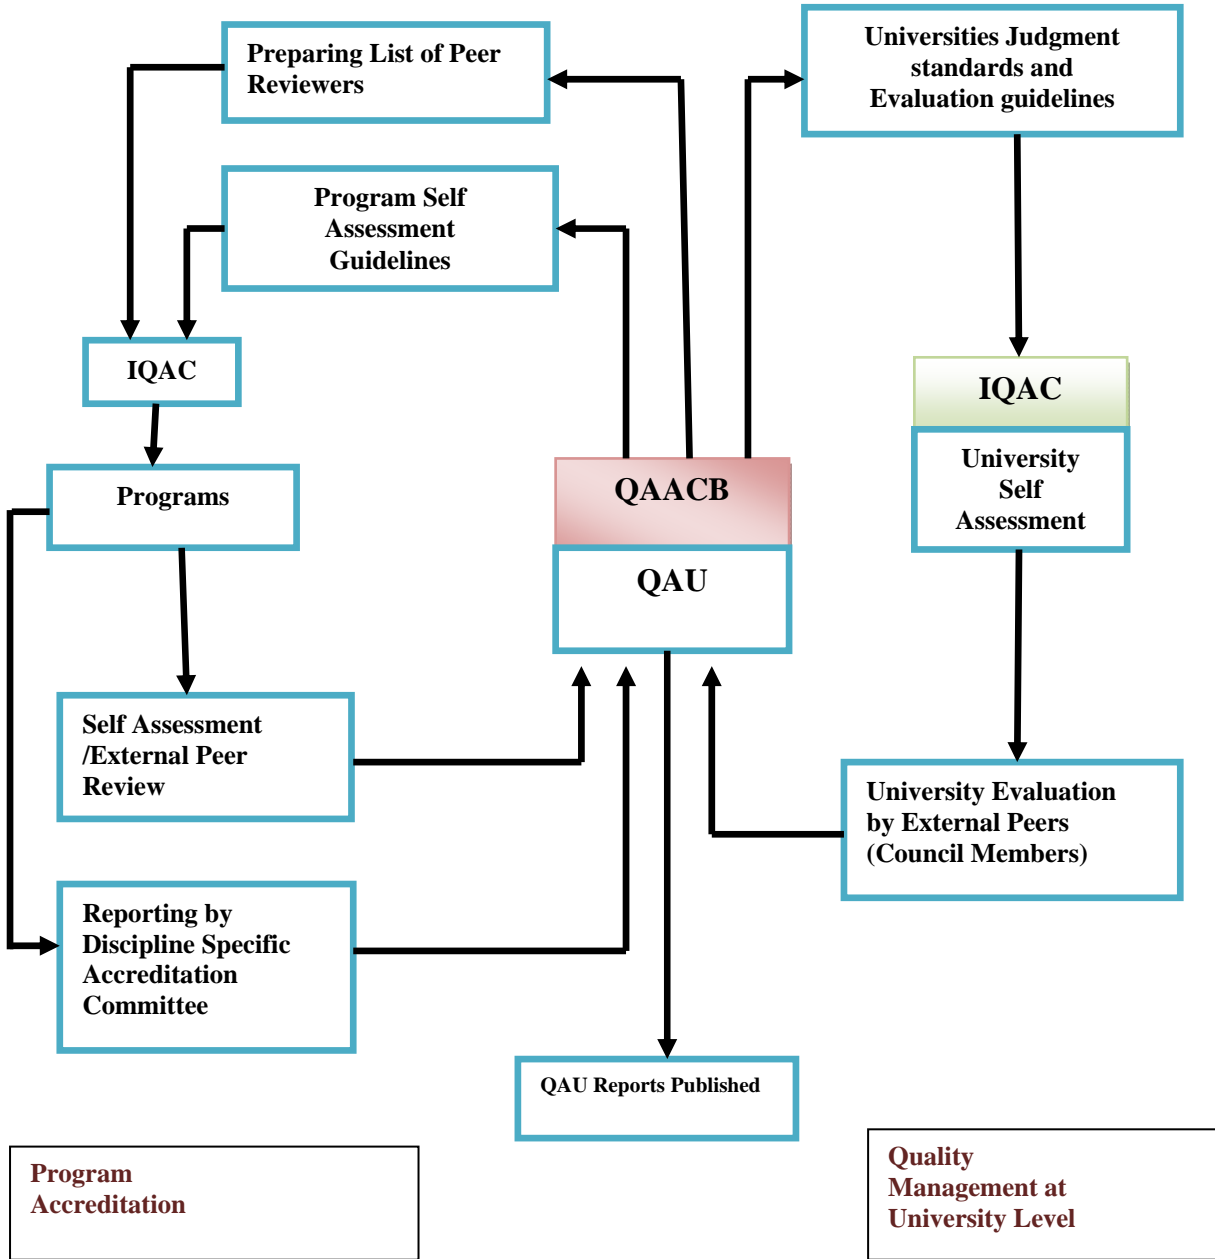 Preparing List of Peer
Reviewers
Universities Judgment
standards and
Evaluation guidelines
Program Self
Assessment
Guidelines
IQAC
IQAC
University
Self
Assessment
Programs
QAACB
QAU
Self Assessment
/External Peer
Review
University Evaluation
by External Peers
(Council Members)
Reporting by
Discipline Specific
Accreditation
Committee
QAU Reports Published
Program
Accreditation
Quality
Management at
University Level